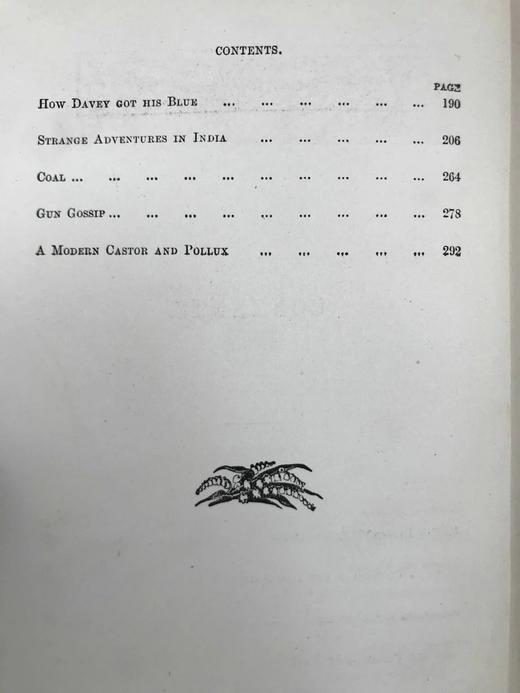 CONTENTS.
PAGE
HOW DAVEY GOT HIS BLUE ... ... ... ... ... ... 190
STRANGE ADVENTURES IN INDIA ... ... ... ... ... 206
COAL ... ... ... ... ... ... ... ... ... ... 264
GUN GOSSIP ... ... ... ... ... ... ... ... ... 278
A MODERN CASTOR AND POLLUX ... ... ... ... ... 292